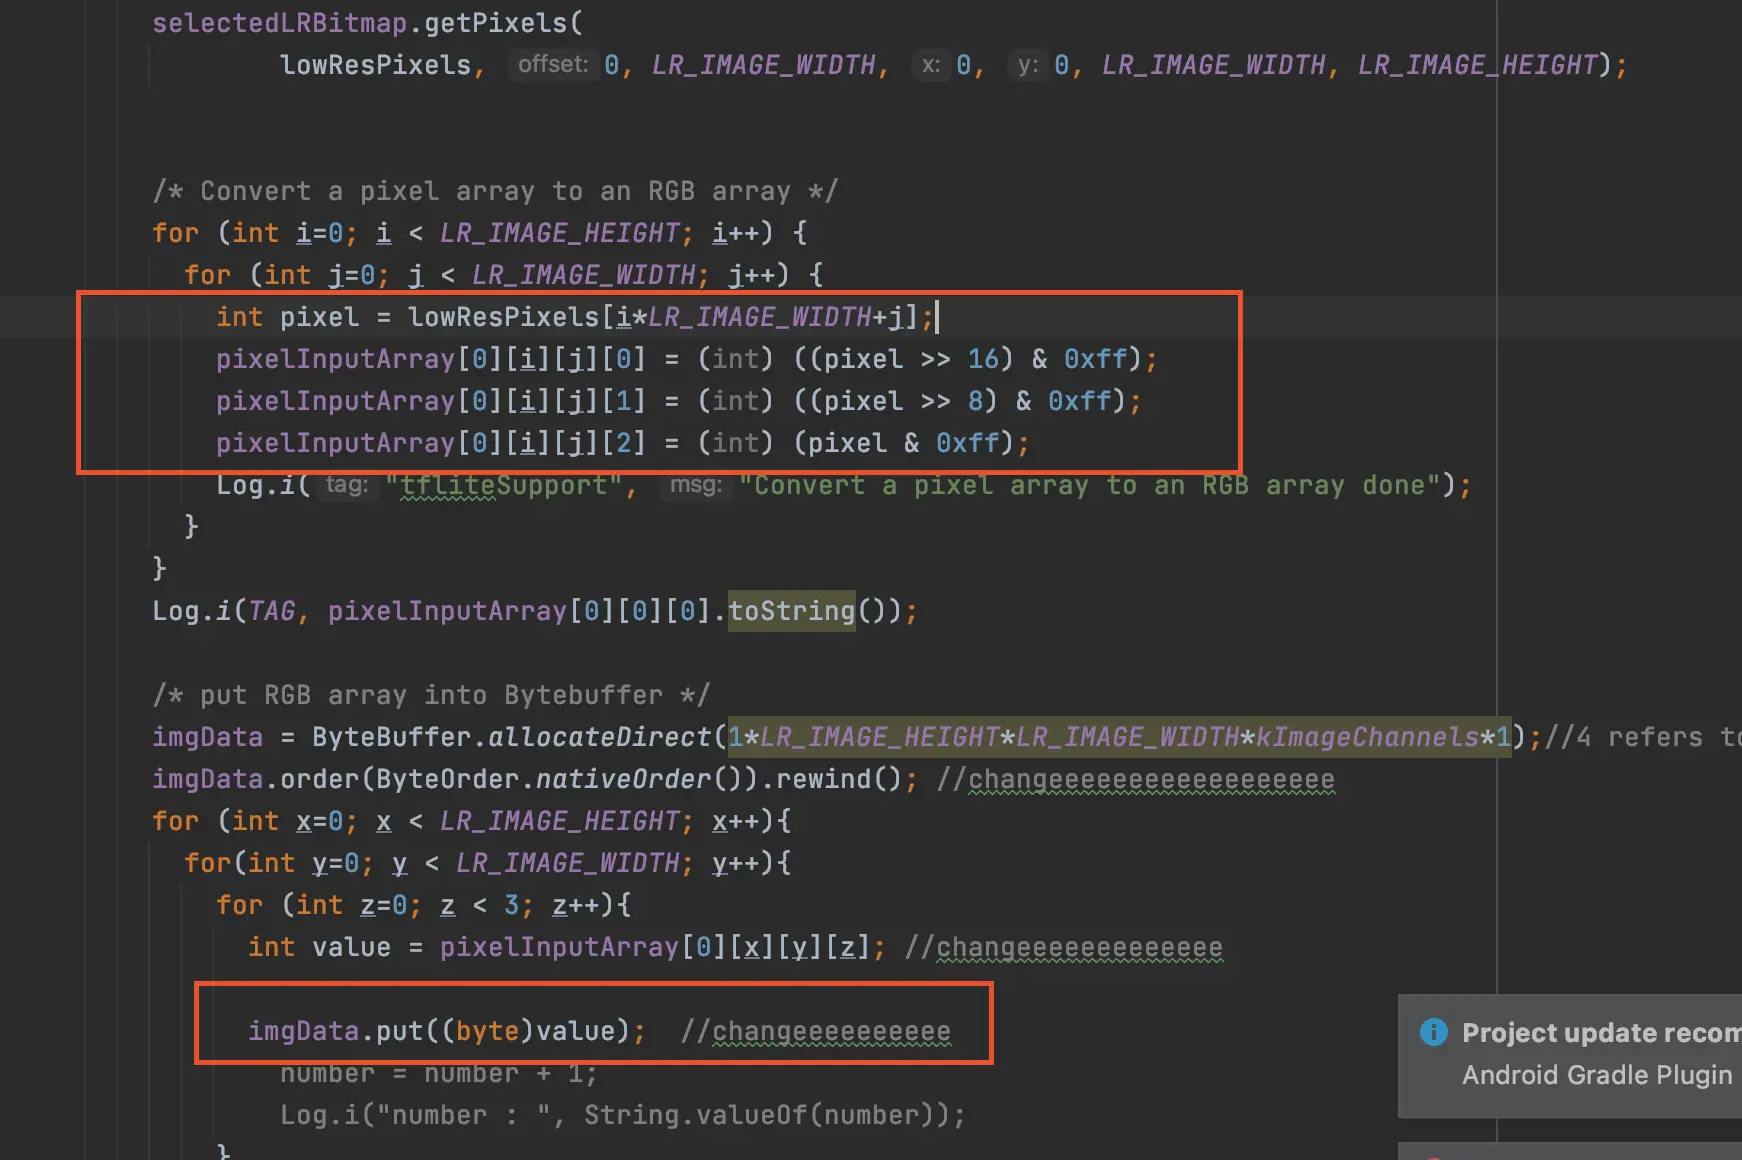 selectedLRBitmap.getPixels(
lowResPixels, offset: 0, LR_IMAGE_WIDTH, x: 0, y: 0, LR_IMAGE_WIDTH, LR_IMAGE_HEIGHT);
/* Convert a pixel array to an RGB array */
for (int i=0; i < LR_IMAGE_HEIGHT; i++) {
for (int j=0; j < LR_IMAGE_WIDTH; j++) {
int pixel = lowResPixels[i*LR_IMAGE_WIDTH+j];
pixelInputArray[0][i][j][0] = (int) ((pixel >> 16) & 0xff);
pixelInputArray[0][i][j][1] = (int) ((pixel >> 8) & 0xff);
pixelInputArray[0][i][j][2] = (int) (pixel & 0xff);
Log.i( tag: "tfliteSupport", msg: "Convert a pixel array to an RGB array done");
}
}
Log.i(TAG, pixelInputArray[0][0][0].toString());
/* put RGB array into Bytebuffer */
imgData = ByteBuffer.allocateDirect(1*LR_IMAGE_HEIGHT*LR_IMAGE_WIDTH*kImageChannels*1);//4 refers to
imgData.order(ByteOrder.nativeOrder()).rewind(); //changeeeeeeeeeeeeeeeeee
for (int x=0; x < LR_IMAGE_HEIGHT; x++){
for(int y=0; y < LR_IMAGE_WIDTH; y++){
for (int z=0; z < 3; z++){
int value = pixelInputArray[0][x][y][z]; //changeeeeeeeeeeeee
imgData.put((byte)value); //changeeeeeeeeee
number = number + 1;
Log.i("number : ", String.valueOf(number));
}
Project update recom
Android Gradle Plugin